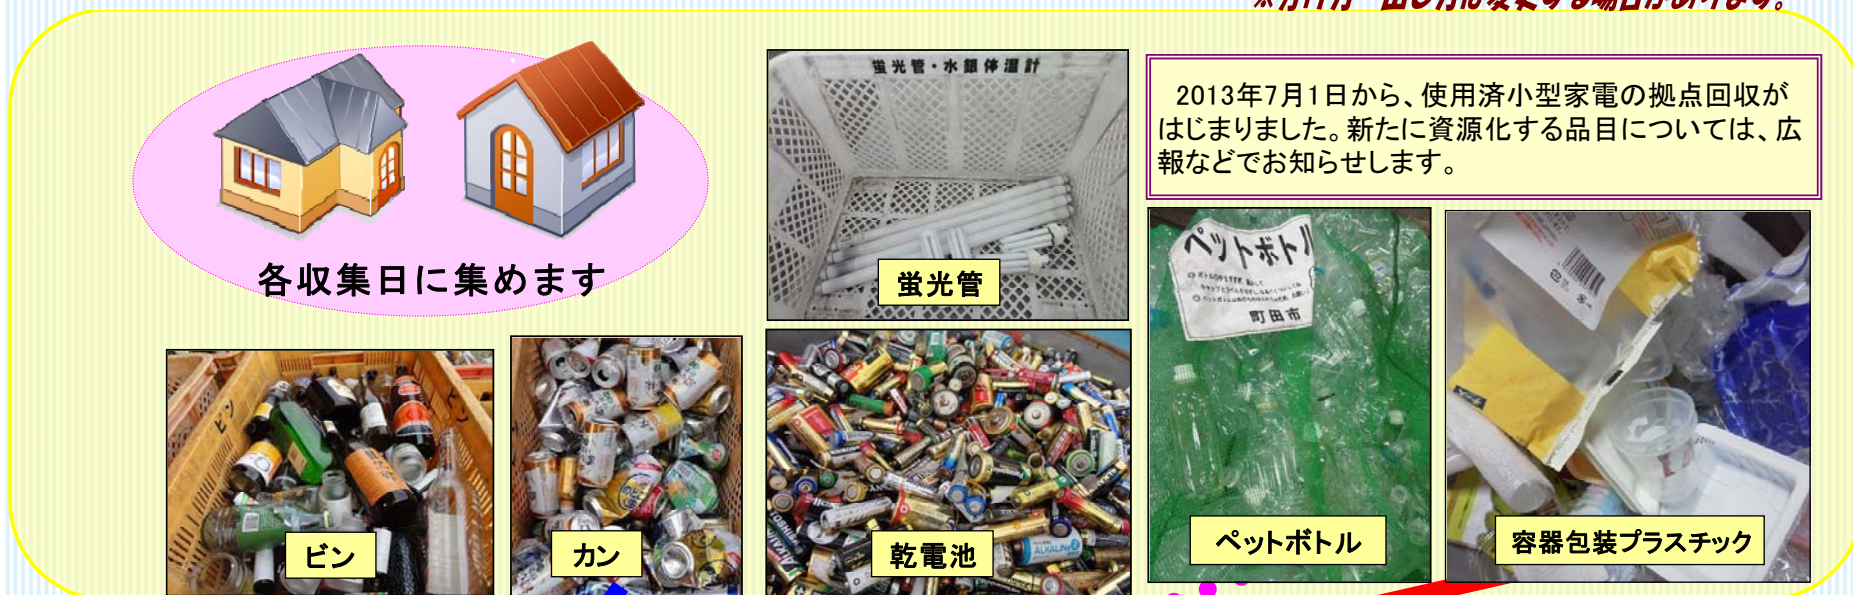 蛍光管・水銀体温計
2013年7月1日から、使用済小型家電の拠点回収が
はじまりました。新たに資源化する品目については、広
報などでお知らせします。
各収集日に集めます
蛍光管
ペットボトル
町田市
ビン
ビン
カン
乾電池
ペットボトル
容器包装プラスチック